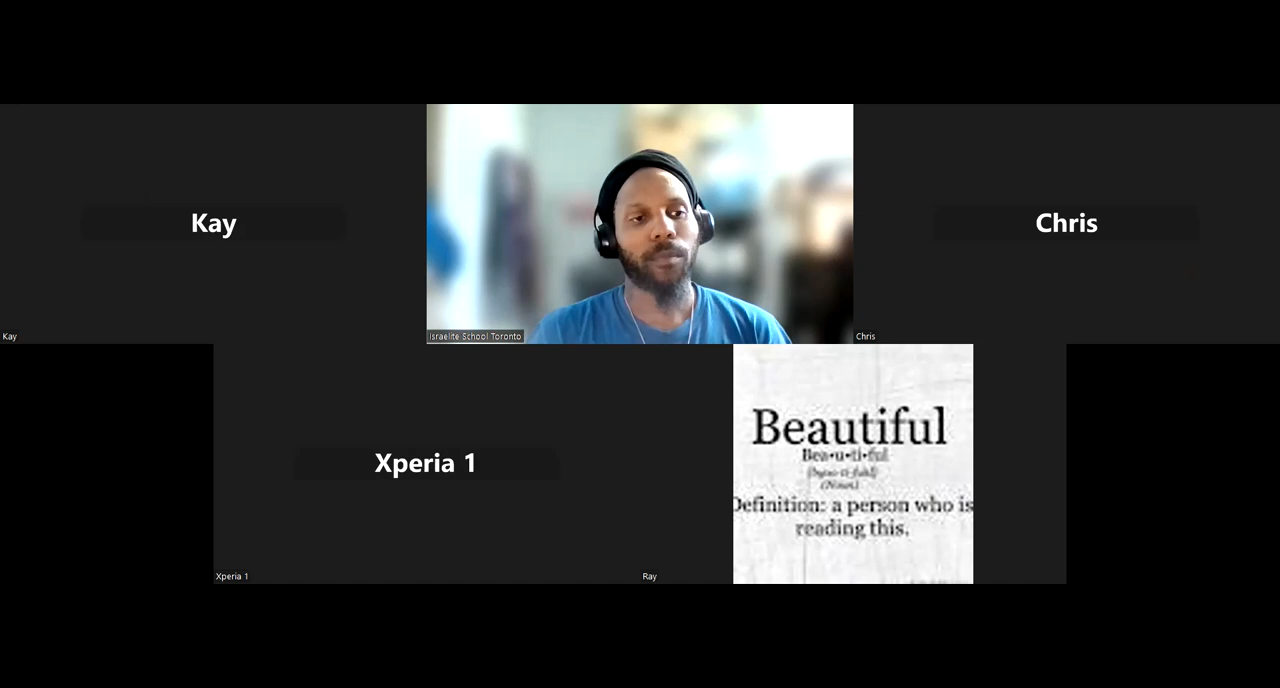 Kay
Chris
Israelite School Toronto
Kay
Chris
Xperia 1
Beautiful
Bea•u•ti•ful
(Noun)
Definition: a person who is
reading this.
Xperia 1
Ray